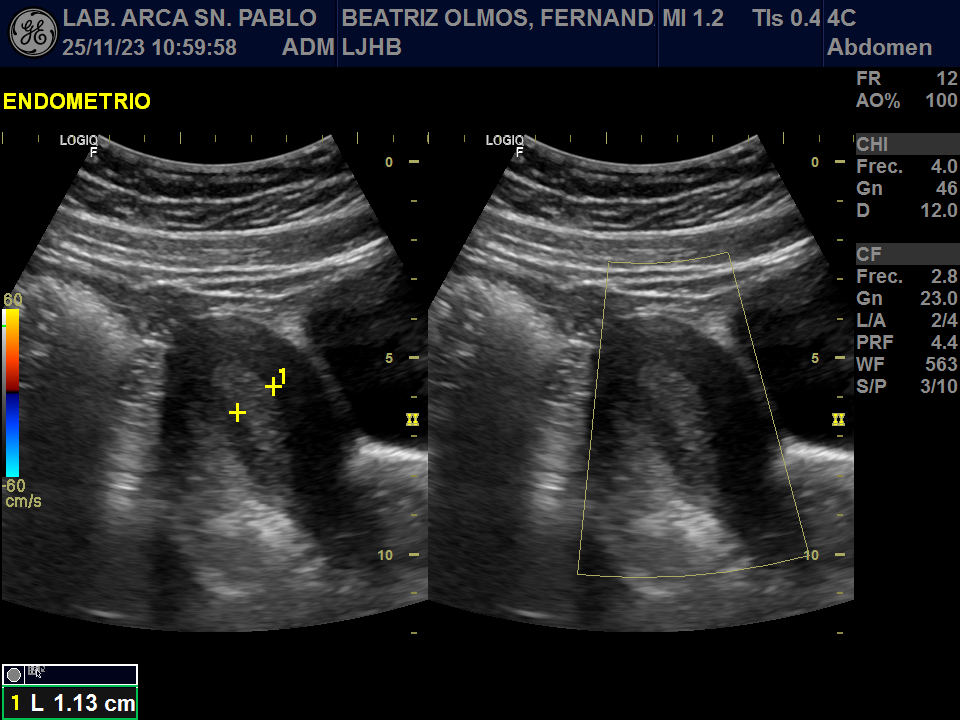 LAB. ARCA SN. PABLO
BEATRIZ OLMOS, FERNAND
MI 1.2 TIs 0.4
4C
25/11/23 10:59:58 ADM
LJHB
Abdomen
ENDOMETRIO
FR 12
AO% 100
CHI
Frec. 4.0
Gn 46
D 12.0
CF
Frec. 2.8
Gn 23.0
L/A 2/4
PRF 4.4
WF 563
S/P 3/10
LOGIQ
F
0
5
10
60
-60
cm/s
1
LOGIQ
F
0
5
10
1 L 1.13 cm